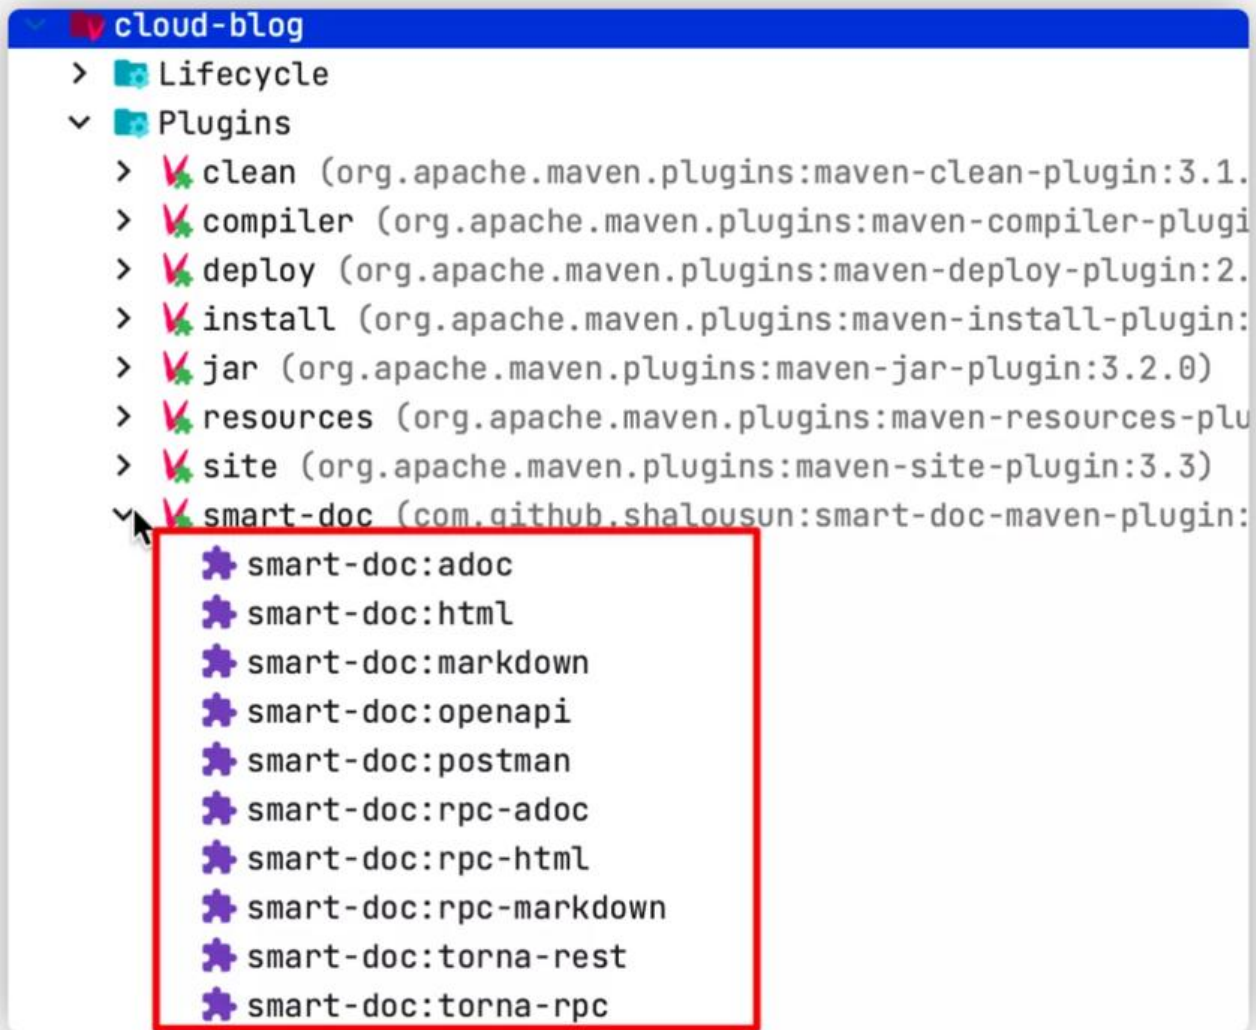 cloud-blog
Lifecycle
Plugins
clean (org.apache.maven.plugins:maven-clean-plugin:3.1.
compiler (org.apache.maven.plugins:maven-compiler-plugi
deploy (org.apache.maven.plugins:maven-deploy-plugin:2.
install (org.apache.maven.plugins:maven-install-plugin:
jar (org.apache.maven.plugins:maven-jar-plugin:3.2.0)
resources (org.apache.maven.plugins:maven-resources-plu
site (org.apache.maven.plugins:maven-site-plugin:3.3)
smart-doc (com.github.shalousun:smart-doc-maven-plugin:
smart-doc:adoc
smart-doc:html
smart-doc:markdown
smart-doc:openapi
smart-doc:postman
smart-doc:rpc-adoc
smart-doc:rpc-html
smart-doc:rpc-markdown
smart-doc:torna-rest
smart-doc:torna-rpc